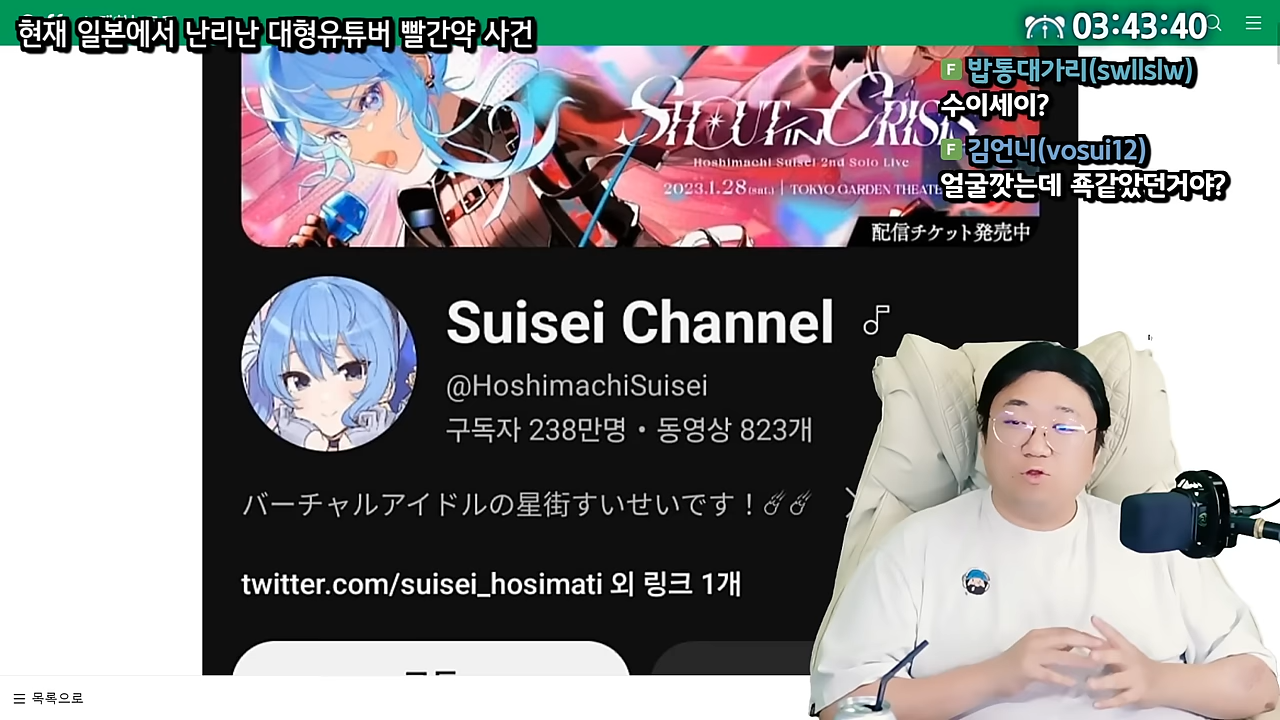 현재 일본에서 난리난 대형유튜버 빨간약 사건
03:43:40
F 밥통대가리(swllslw)
수이세이?
F 김언니(vosui12)
얼굴깟는데 죡같았던거야?
SHOUT IN CRISIS
Hoshimachi Suisei 2nd Solo Live
2023.1.28(sat.) | TOKYO GARDEN THEATE
配信チケット発売中
Suisei Channel
@HoshimachiSuisei
구독자 238만명 • 동영상 823개
バーチャルアイドルの星街すいせいです！☄☄
twitter.com/suisei_hosimati 외 링크 1개
목록으로